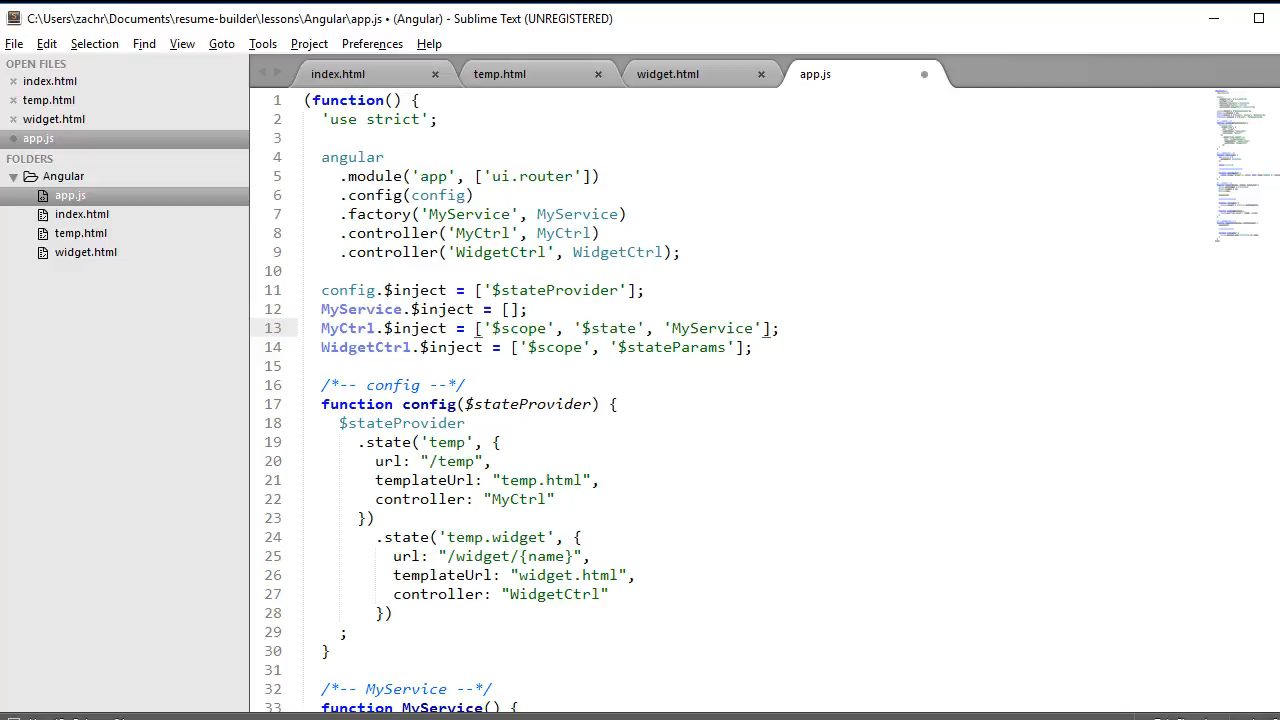 C:\Users\zachr\Documents\resume-builder\lessons\Angular\app.js • (Angular) - Sublime Text (UNREGISTERED)
File Edit Selection Find View Goto Tools Project Preferences Help
OPEN FILES
index.html
temp.html
widget.html
app.js
FOLDERS
Angular
app.js
index.html
temp.html
widget.html
index.html temp.html widget.html app.js
1 (function() {
2 'use strict';
3
4 angular
5 .module('app', ['ui.router'])
6 .config(config)
7 .factory('MyService', MyService)
8 .controller('MyCtrl', MyCtrl)
9 .controller('WidgetCtrl', WidgetCtrl);
10
11 config.$inject = ['$stateProvider'];
12 MyService.$inject = [];
13 MyCtrl.$inject = ['$scope', '$state', 'MyService'];
14 WidgetCtrl.$inject = ['$scope', '$stateParams'];
15
16 /*-- config --*/
17 function config($stateProvider) {
18 $stateProvider
19 .state('temp', {
20 url: "/temp",
21 templateUrl: "temp.html",
22 controller: "MyCtrl"
23 })
24 .state('temp.widget', {
25 url: "/widget/{name}",
26 templateUrl: "widget.html",
27 controller: "WidgetCtrl"
28 })
29 ;
30 }
31
32 /*-- MyService --*/
33 function MyService() {